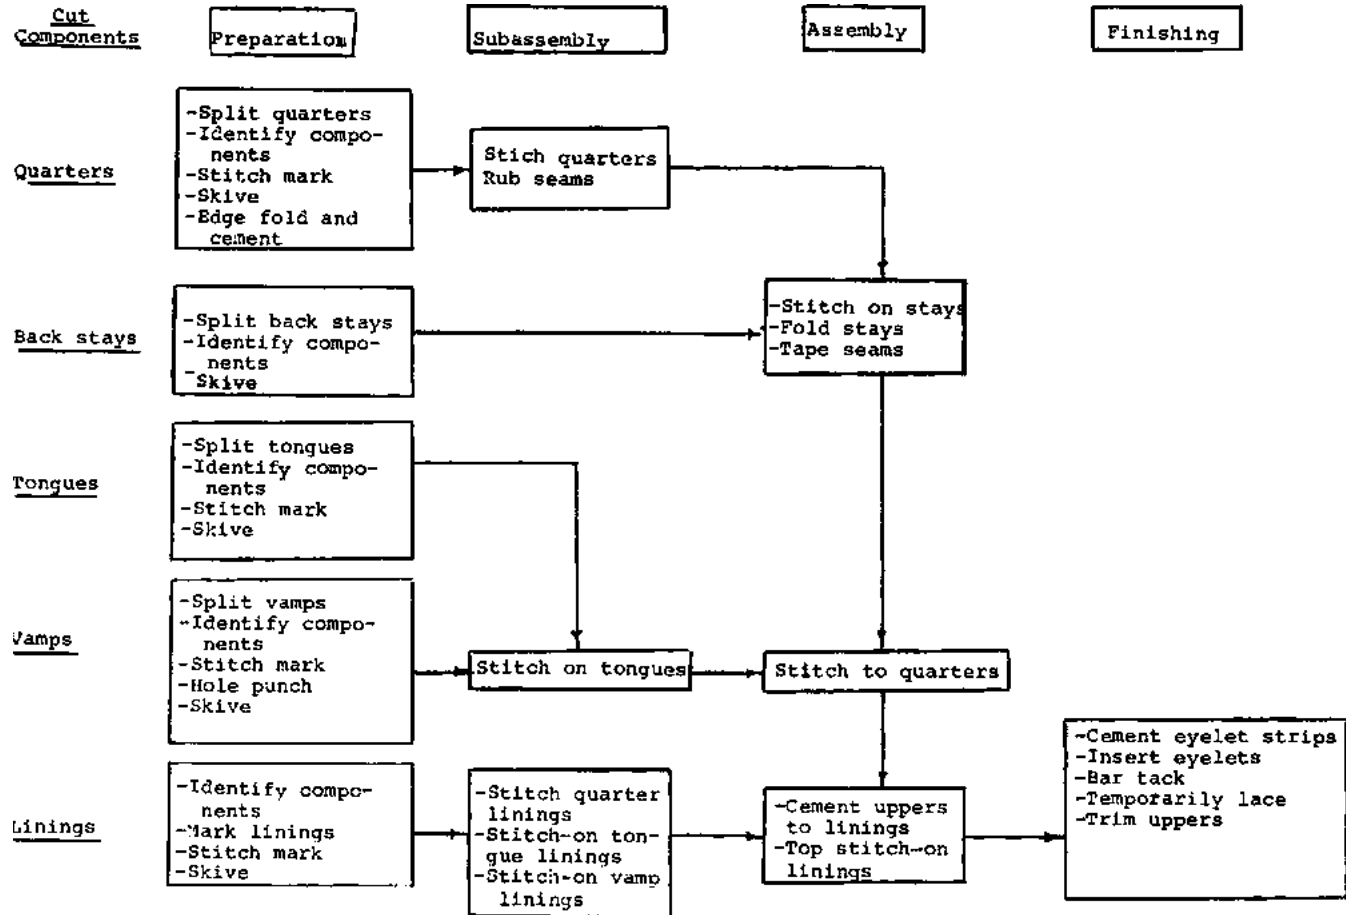 Cut
Components
Preparation
Subassembly
Assembly
Finishing
Quarters
-Split quarters
-Identify compo-
nents
-Stitch mark
-Skive
-Edge fold and
cement
Stich quarters
Rub seams
Back stays
-Split back stays
-Identify compo-
nents
-Skive
-Stitch on stays
-Fold stays
-Tape seams
Tongues
-Split tongues
-Identify compo-
nents
-Stitch mark
-Skive
Vamps
-Split vamps
-Identify compo-
nents
-Stitch mark
-Hole punch
-Skive
Stitch on tongues
Stitch to quarters
Linings
-Identify compo-
nents
-Mark linings
-Stitch mark
-Skive
-Stitch quarter
linings
-Stitch-on ton-
gue linings
-Stitch-on vamp
linings
-Cement uppers
to linings
-Top stitch-on
linings
-Cement eyelet strips
-Insert eyelets
-Bar tack
-Temporarily lace
-Trim uppers